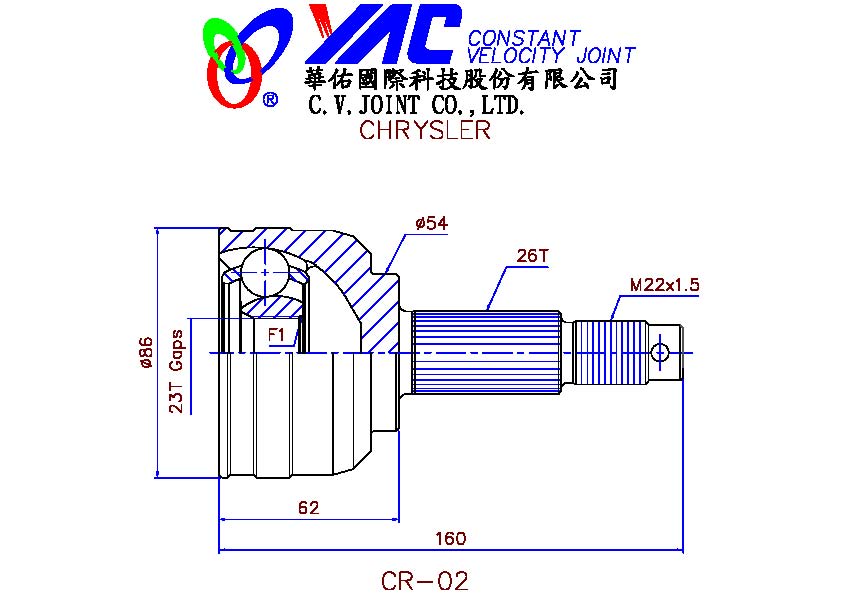 YAC CONSTANT
VELOCITY JOINT
®
華佑國際科技股份有限公司
C.V.JOINT CO.,LTD.
CHRYSLER
ø54
26T
M22x1.5
F1
ø86
23T Gaps
62
160
CR-02